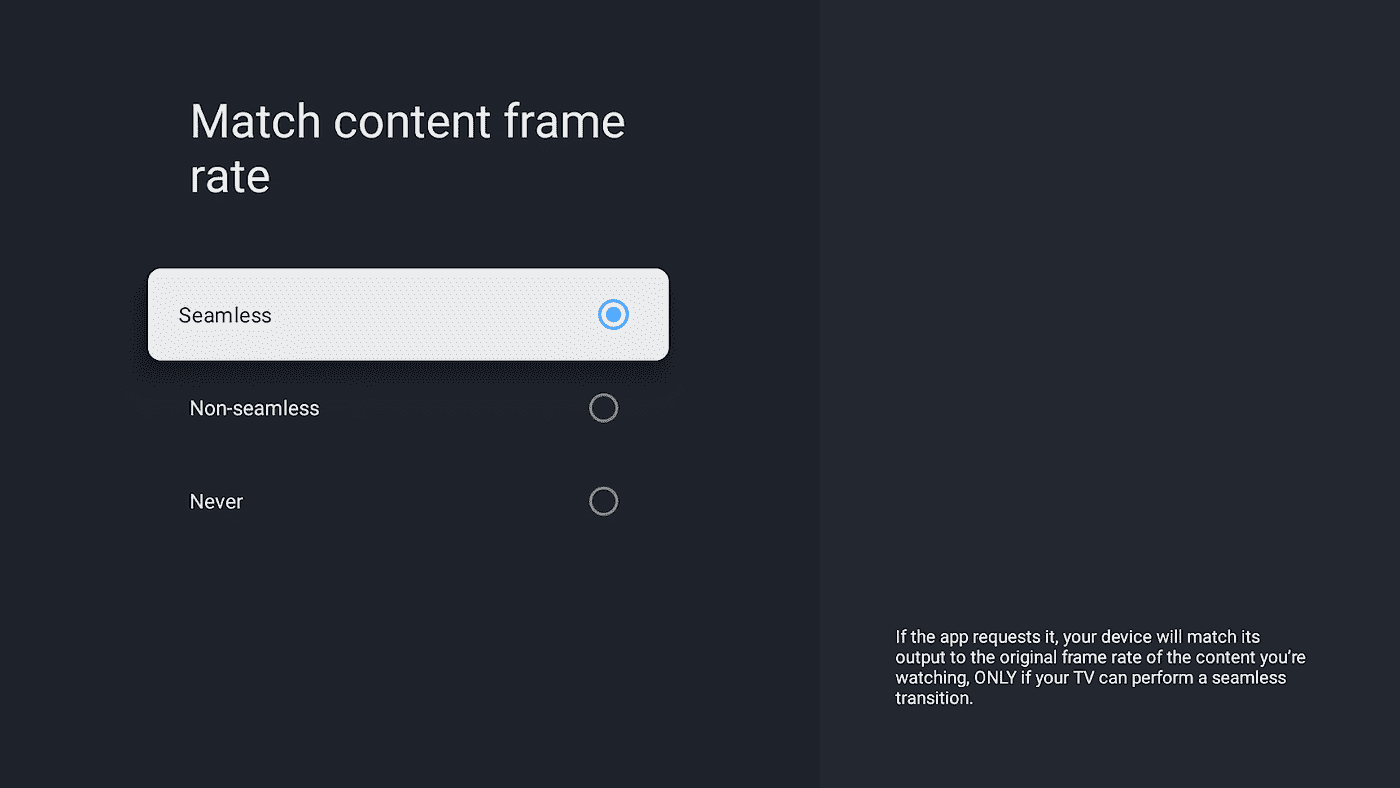 Match content frame
rate
Seamless
Non-seamless
Never
If the app requests it, your device will match its
output to the original frame rate of the content you’re
watching, ONLY if your TV can perform a seamless
transition.